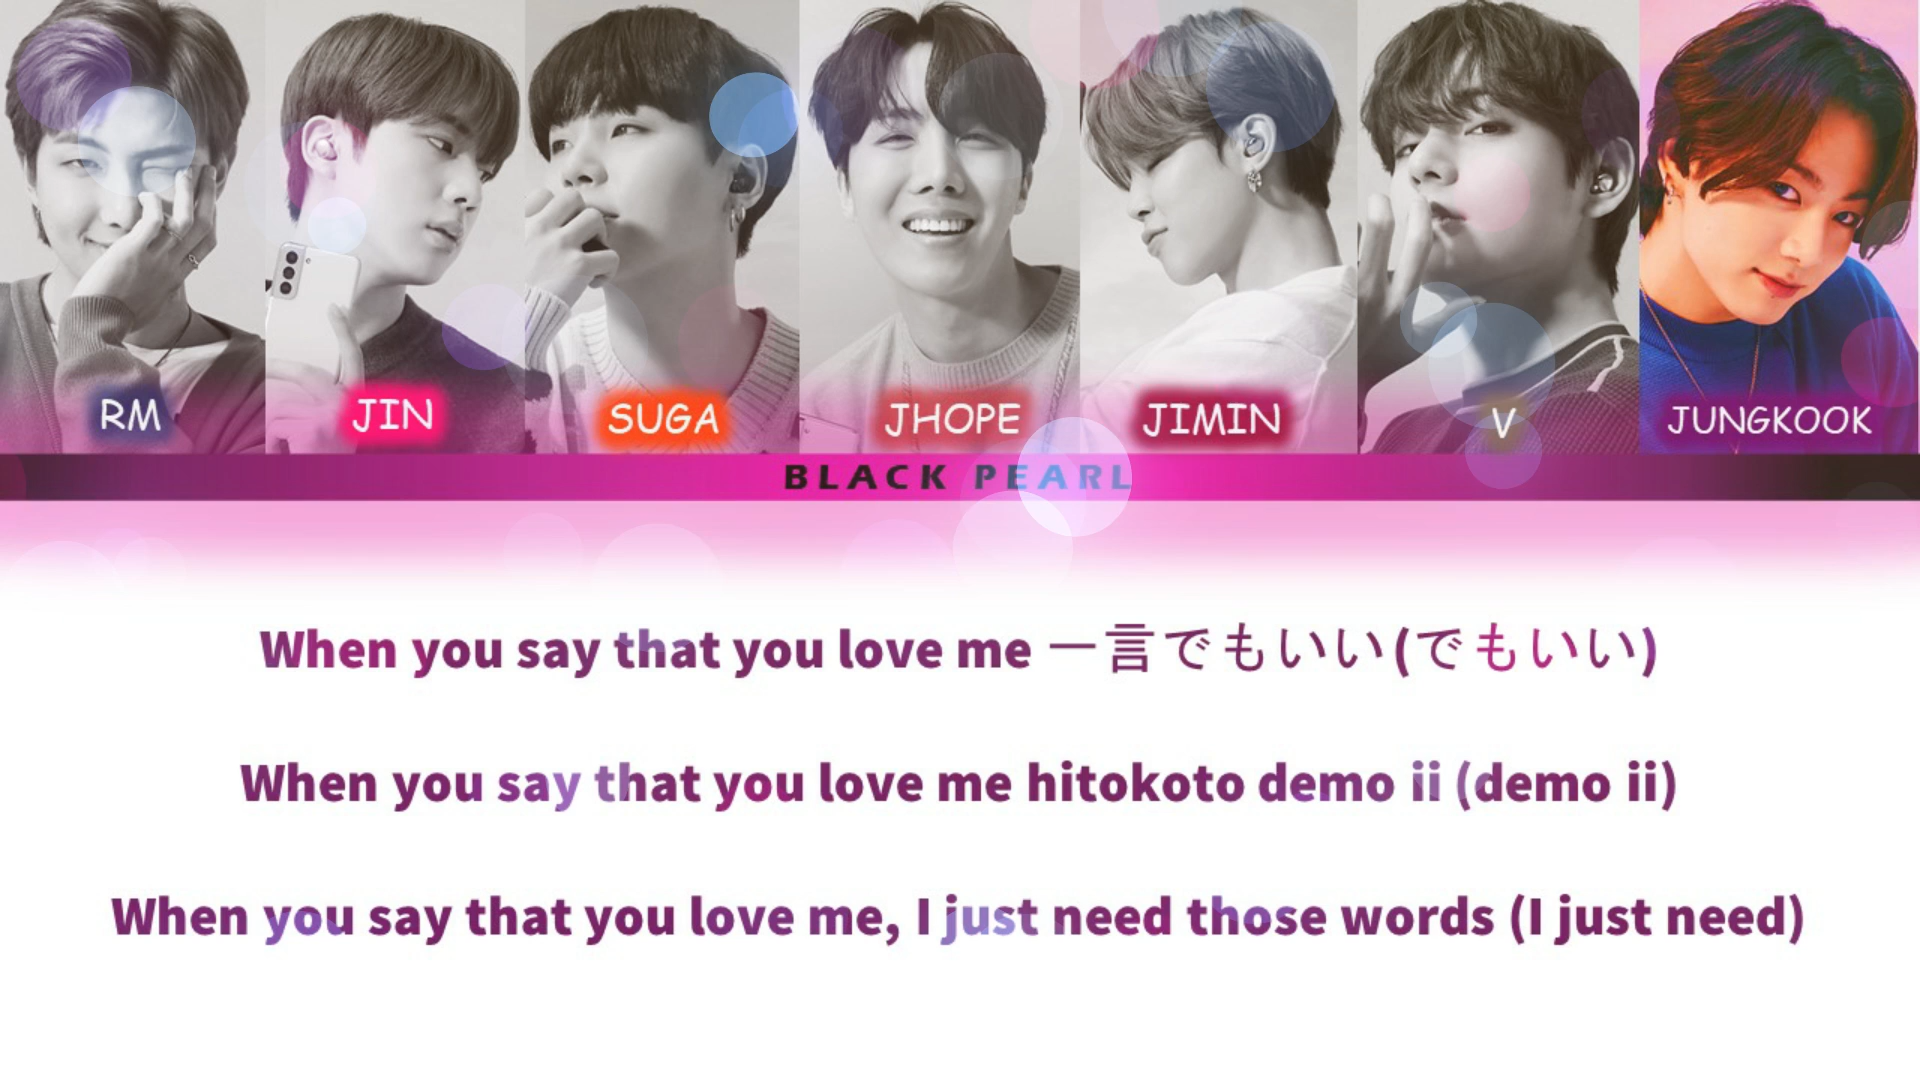 RM
JIN
SUGA
JHOPE
JIMIN
V
JUNGKOOK
BLACK PEARL
When you say that you love me 一言でもいい(でもいい)
When you say that you love me hitokoto demo ii (demo ii)
When you say that you love me, I just need those words (I just need)